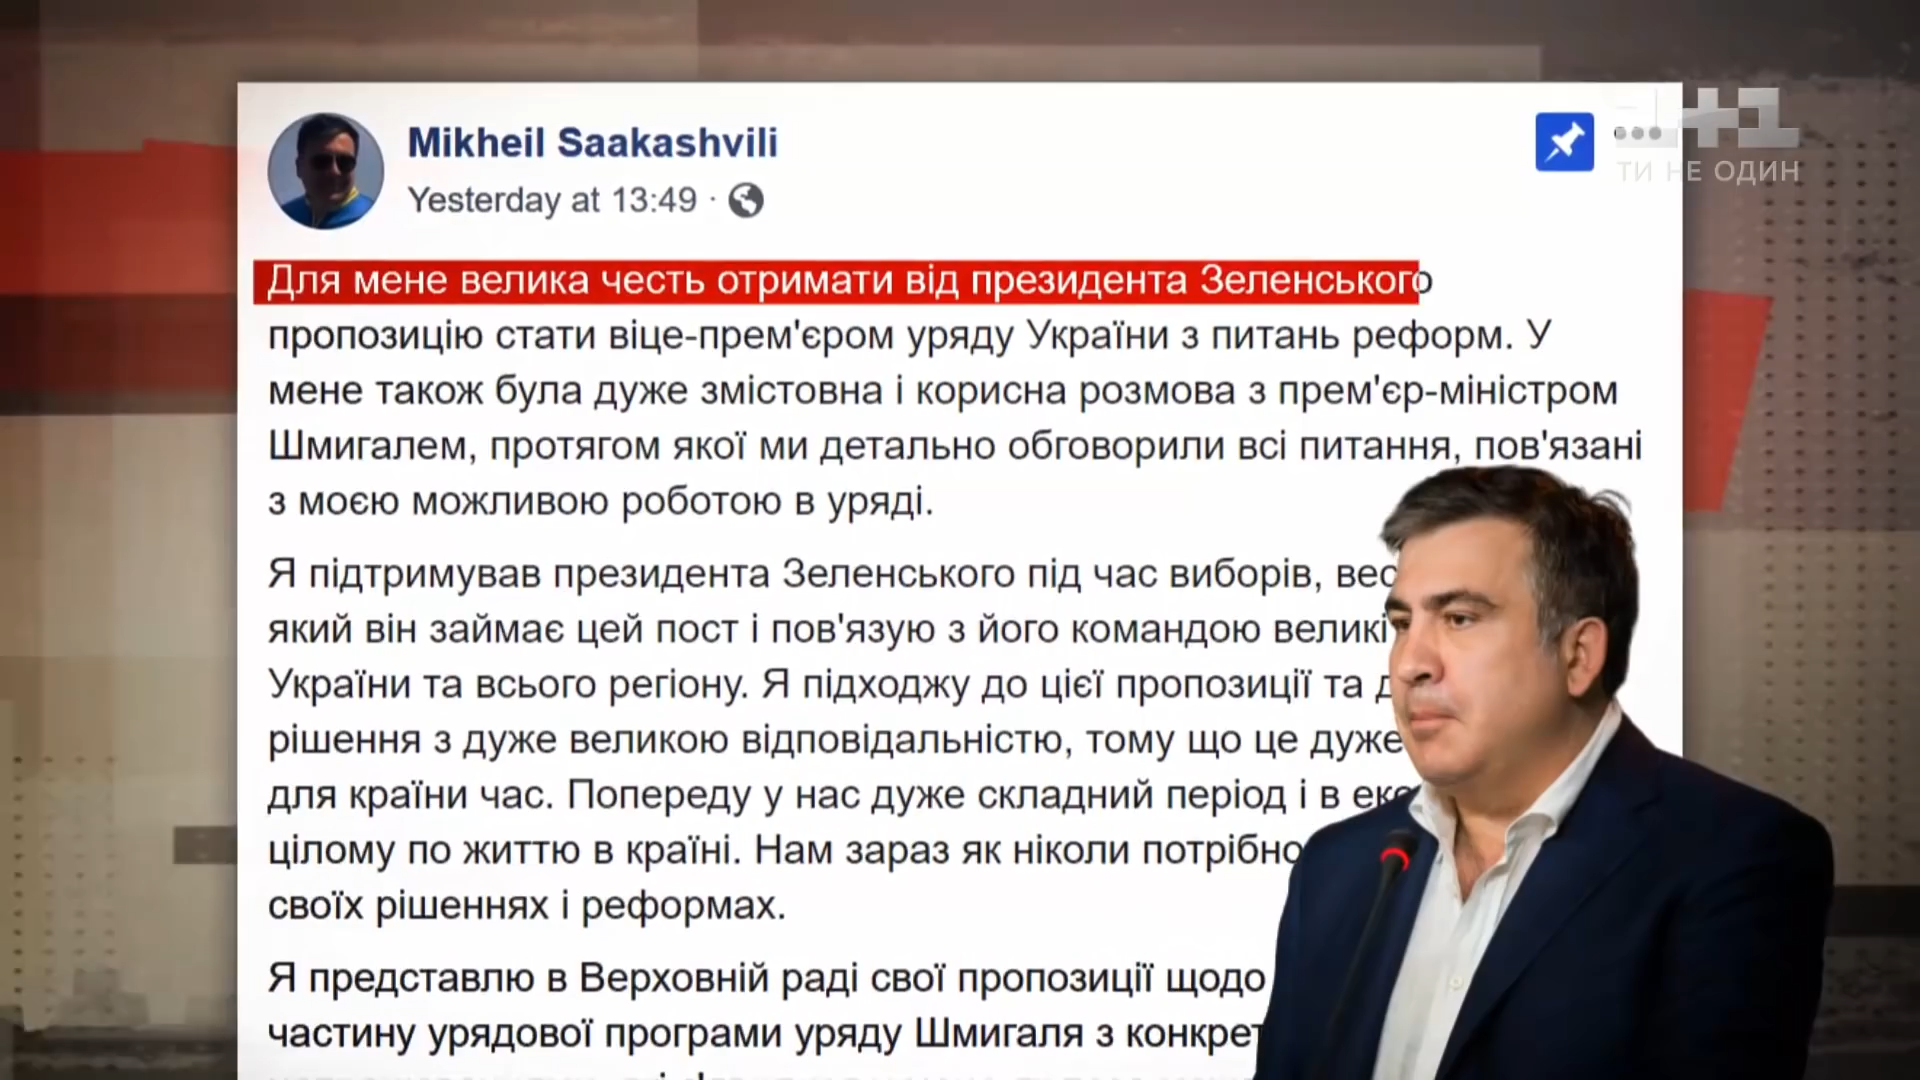 Mikheil Saakashvili
1+1
Yesterday at 13:49 ·
ТИ НЕ ОДИН
Для мене велика честь отримати від президента Зеленського
пропозицію стати віце-прем'єром уряду України з питань реформ. У
мене також була дуже змістовна і корисна розмова з прем'єр-міністром
Шмигалем, протягом якої ми детально обговорили всі питання, пов'язані
з моєю можливою роботою в уряді.
Я підтримував президента Зеленського під час виборів, вес
який він займає цей пост і пов'язую з його командою великі
України та всього регіону. Я підходжу до цієї пропозиції та д
рішення з дуже великою відповідальністю, тому що це дуже
для країни час. Попереду у нас дуже складний період і в еко
цілому по життю в країні. Нам зараз як ніколи потрібно
своїх рішеннях і реформах.
Я представлю в Верховній раді свої пропозиції щодо
частину урядової програми уряду Шмигаля з конкрет